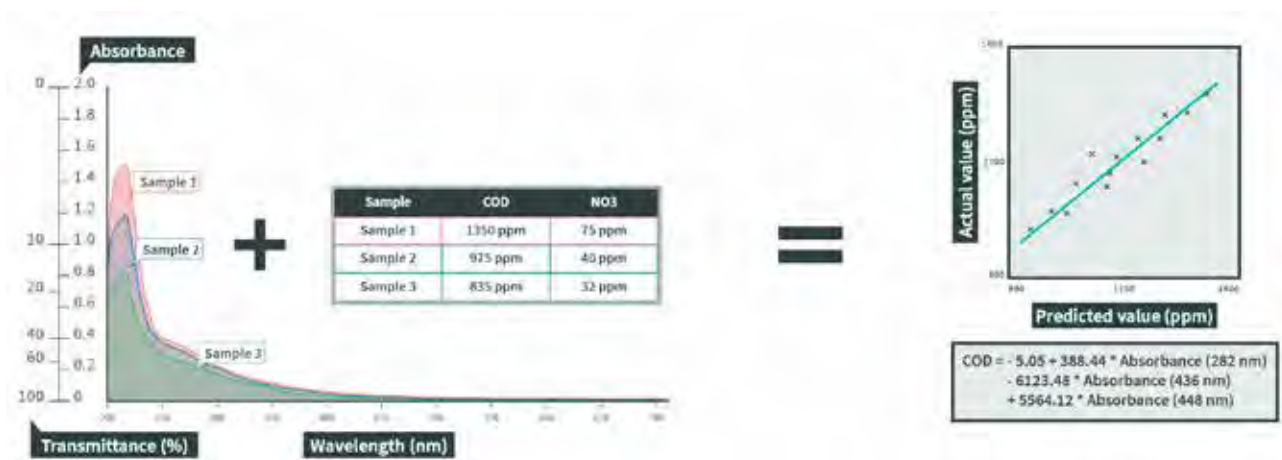 Absorbance
0
2.0
1.8
1.6
1.4
1.2
10
1.0
0.8
20
0.6
40
0.4
60
0.2
100
0
Sample 1
Sample 2
Sample 3
Transmittance (%)
Wavelength (nm)
+
Sample COD NO3
Sample 1 1350 ppm 75 ppm
Sample 2 925 ppm 40 ppm
Sample 3 835 ppm 32 ppm
=
Actual value (ppm)
Predicted value (ppm)
COD = - 5.05 + 388.44 * Absorbance (282 nm)
- 6123.48 * Absorbance (436 nm)
+ 5564.12 * Absorbance (448 nm)